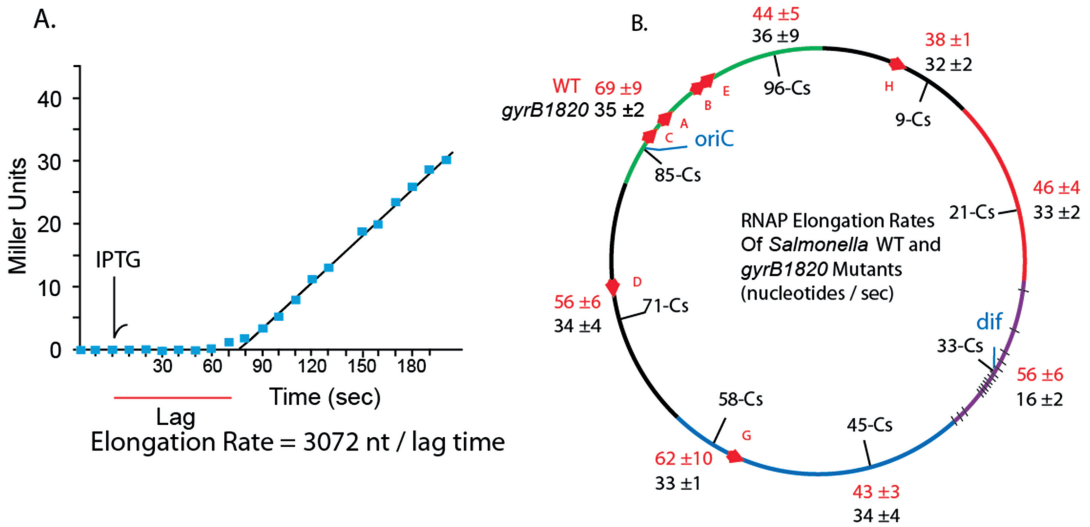 A.
Miller Units
40
30
20
10
0
IPTG
30
60
90
120
150
180
Time (sec)
Lag
Elongation Rate = 3072 nt / lag time
B.
44 ±5
36 ±9
96-Cs
38 ±1
32 ±2
H
9-Cs
WT 69 ±9
gyrB1820 35 ±2
E
B
A
C
oriC
85-Cs
46 ±4
33 ±2
21-Cs
RNAP Elongation Rates
Of Salmonella WT and
gyrB1820 Mutants
(nucleotides / sec)
D
56 ±6
34 ±4
71-Cs
dif
33-Cs
56 ±6
16 ±2
58-Cs
G
62 ±10
33 ±1
45-Cs
43 ±3
34 ±4